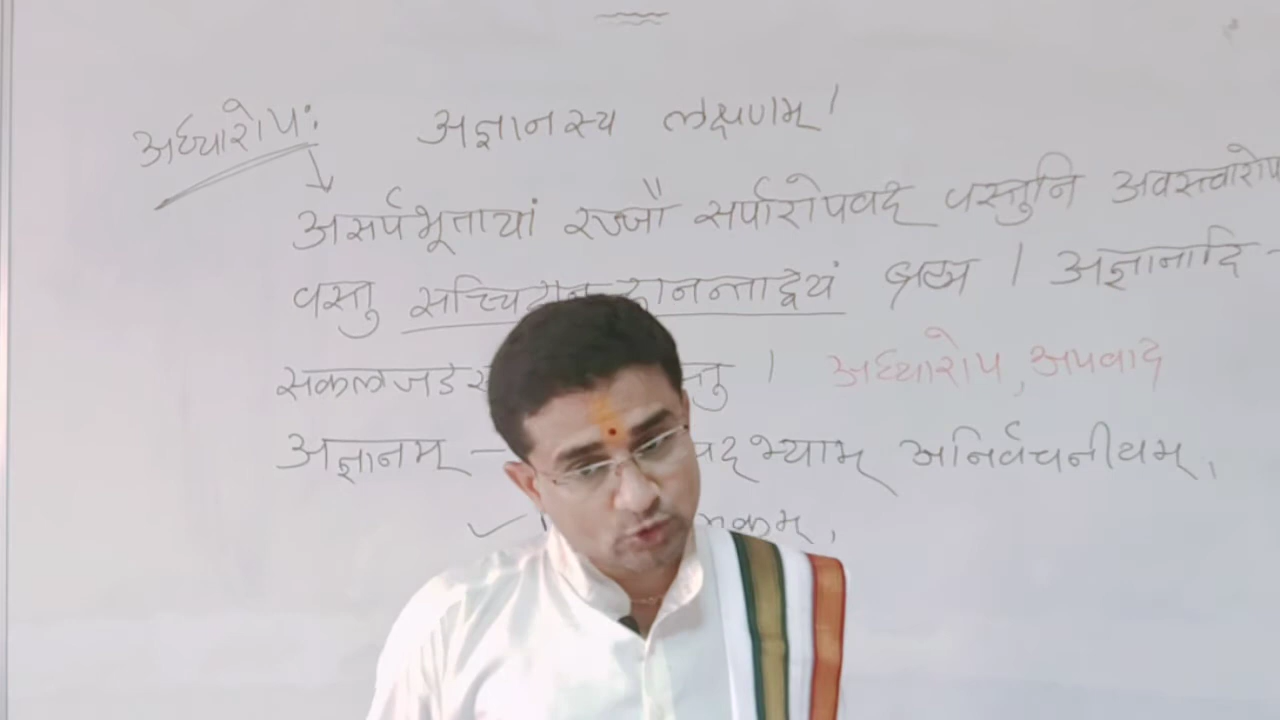 अध्यारोपः अज्ञानस्य लक्षणम्।
असर्पभूतायां रज्जौ सर्पारोपवद् वस्तुनि अवस्त्वारोप
वस्तु सच्चिदानन्ताद्वयं ब्रह्म । अज्ञानादि -
सकलजड । अध्यारोप, अपवाद
अज्ञानम् - अनिर्वचनीयम्,